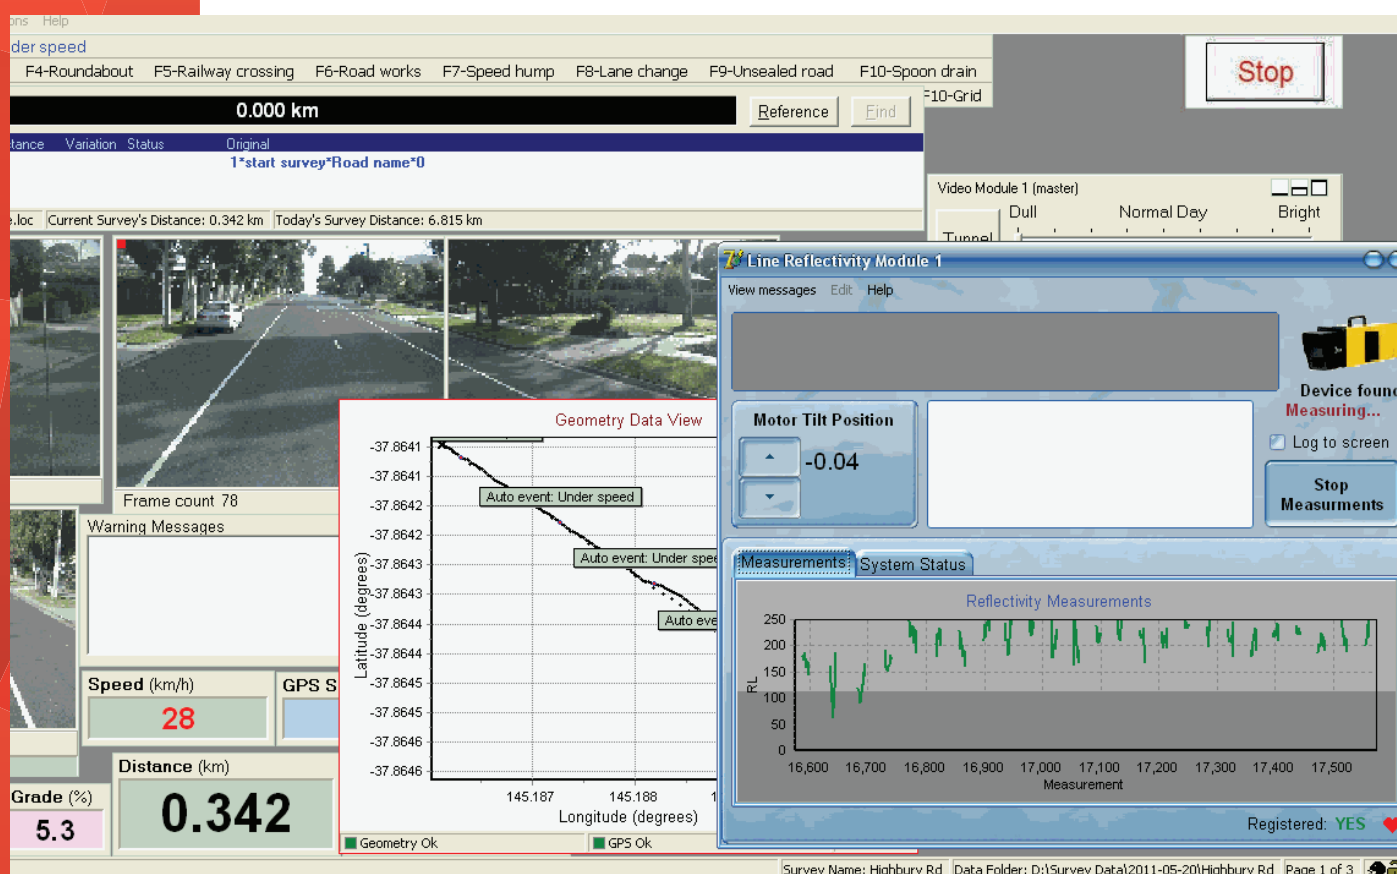 ons Help
der speed
F4-Roundabout F5-Railway crossing F6-Road works F7-Speed hump F8-Lane change F9-Unsealed road F10-Spoon drain
F10-Grid
Stop
0.000 km
Reference Find
tance Variation Status Original
1*start survey*Road name*0
e.loc Current Survey's Distance: 0.342 km Today's Survey Distance: 6.815 km
Video Module 1 (master)
Dull Normal Day Bright
Tunnel
Line Reflectivity Module 1
View messages Edit Help
Device found
Measuring...
Log to screen
Stop
Measurments
Motor Tilt Position
-0.04
Frame count 78
Warning Messages
Speed (km/h)
28
GPS S
Distance (km)
0.342
Grade (%)
5.3
Geometry Data View
-37.8641
-37.8641
-37.8642
-37.8642
-37.8643
-37.8643
-37.8644
-37.8644
-37.8645
-37.8645
-37.8646
-37.8646
Latitude (degrees)
Auto event: Under speed
Auto event: Under spee
Auto eve
145.187 145.188 1
Longitude (degrees)
Geometry Ok GPS Ok
Measurements System Status
Reflectivity Measurements
250
200
150
100
50
0
RL
16,600 16,700 16,800 16,900 17,000 17,100 17,200 17,300 17,400 17,500
Measurement
Registered: YES
Survey Name: Highbury Rd Data Folder: D:\Survey Data\2011-05-20\Highbury Rd Page 1 of 3